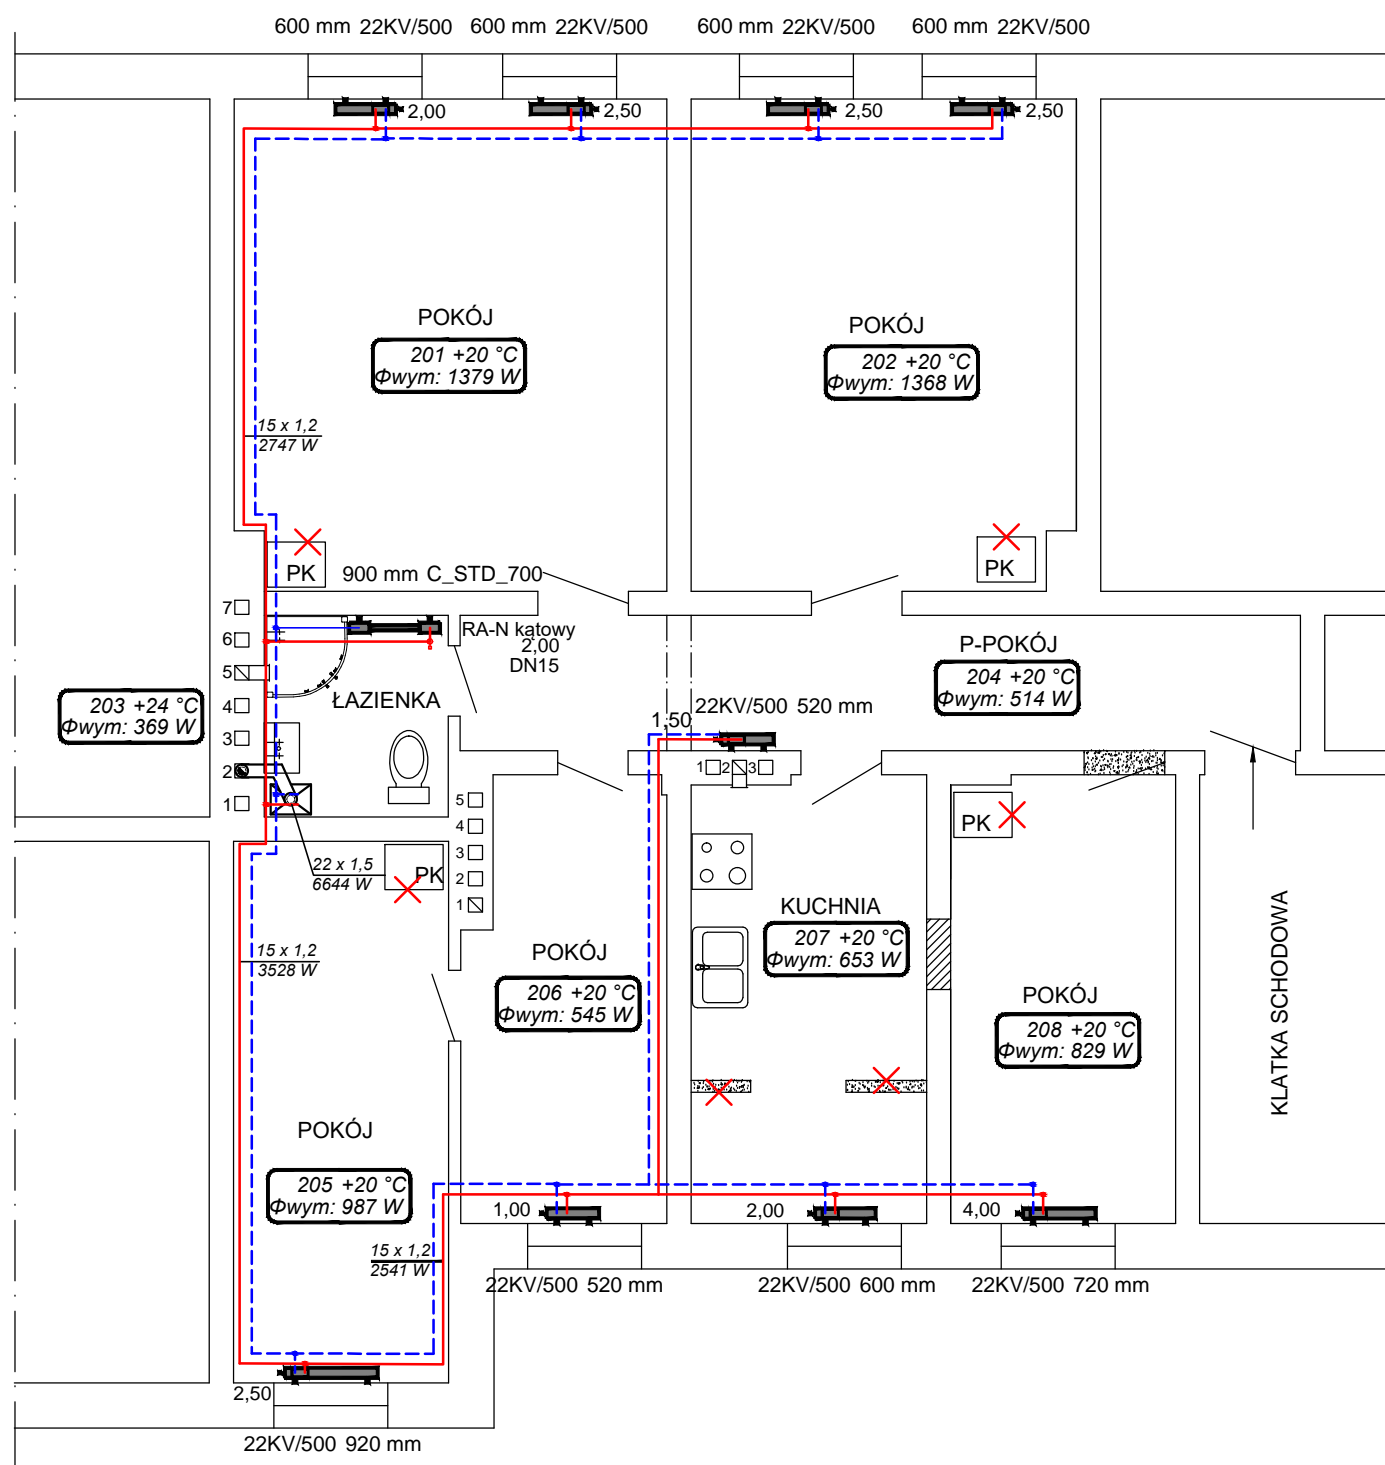 600 mm 22KV/500
600 mm 22KV/500
600 mm 22KV/500
600 mm 22KV/500
2,00
2,50
2,50
2,50
POKÓJ
201 +20 °C
Φwym: 1379 W
POKÓJ
202 +20 °C
Φwym: 1368 W
15 x 1,2
2747 W
PK
PK
900 mm C_STD_700
7
6
5
4
3
2
1
RA-N kątowy
2,00
DN15
P-POKÓJ
204 +20 °C
Φwym: 514 W
203 +24 °C
Φwym: 369 W
ŁAZIENKA
22KV/500 520 mm
1,50
1
2
3
5
4
3
2
1
PK
PK
22 x 1,5
6644 W
KUCHNIA
207 +20 °C
Φwym: 653 W
15 x 1,2
3528 W
POKÓJ
206 +20 °C
Φwym: 545 W
POKÓJ
208 +20 °C
Φwym: 829 W
KLATKA SCHODOWA
POKÓJ
205 +20 °C
Φwym: 987 W
1,00
2,00
4,00
15 x 1,2
2541 W
22KV/500 520 mm
22KV/500 600 mm
22KV/500 720 mm
2,50
22KV/500 920 mm